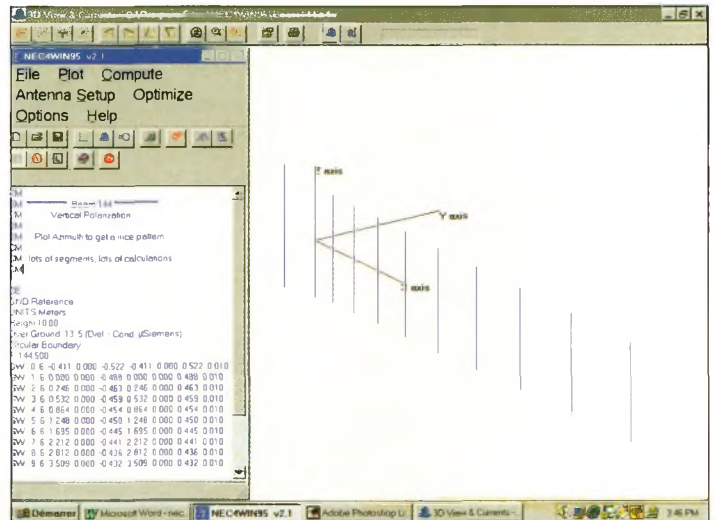 3D View & Currents
NEC4WIN95 v2.1
File Plot Compute
Antenna Setup Optimize
Options Help
Beam 144
Vertical Polarization
Plot Azimuth to get a nice pattern
lots of segments, lots of calculations
GND Reference
UNITS Meters
Height 10.00
Over Ground 13 5 (Diel - Cond µSiemens)
Circular Boundary
144.500
GW 0 6 -0.411 0.000 -0.522 -0.411 0.000 0.522 0.010
GW 1 6 0.000 0.000 -0.488 0.000 0.000 0.488 0.010
GW 2 6 0.246 0.000 -0.463 0.246 0.000 0.463 0.010
GW 3 6 0.532 0.000 -0.459 0.532 0.000 0.459 0.010
GW 4 6 0.864 0.000 -0.454 0.864 0.000 0.454 0.010
GW 5 6 1.248 0.000 -0.450 1.248 0.000 0.450 0.010
GW 6 6 1.695 0.000 -0.445 1.695 0.000 0.445 0.010
GW 7 6 2.212 0.000 -0.441 2.212 0.000 0.441 0.010
GW 8 6 2.812 0.000 -0.436 2.812 0.000 0.436 0.010
GW 9 6 3.509 0.000 -0.432 3.509 0.000 0.432 0.010
Z axis
Y axis
axis
Démarrer
Microsoft Word - nec
NEC4WIN95 v2.1
Adobe Photoshop
3D View & Currents -
3:46 PM